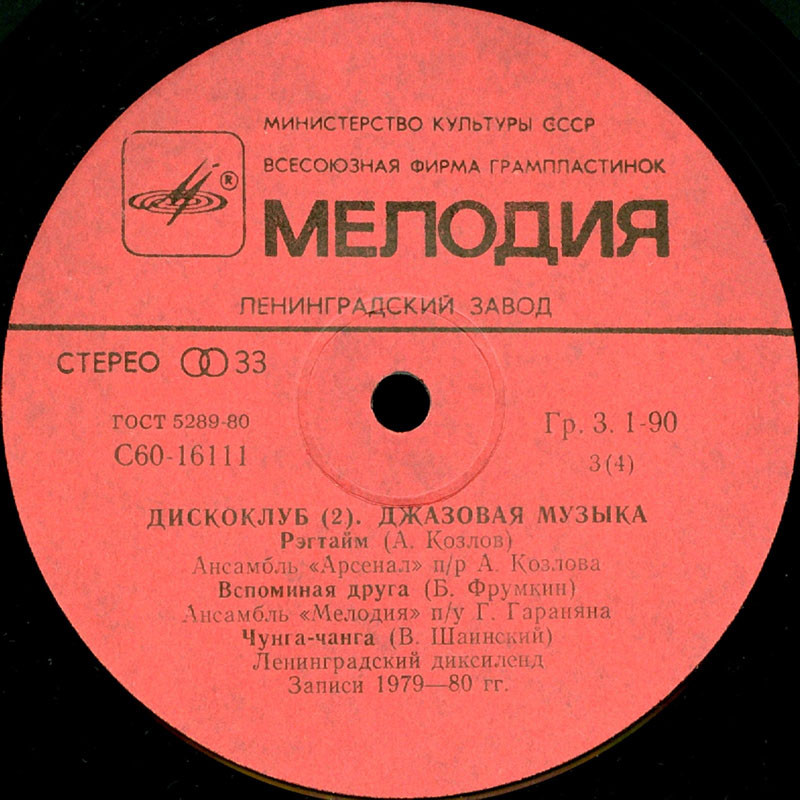 МИНИСТЕРСТВО КУЛЬТУРЫ СССР
ВСЕСОЮЗНАЯ ФИРМА ГРАМПЛАСТИНОК
®
МЕЛОДИЯ
ЛЕНИНГРАДСКИЙ ЗАВОД
СТЕРЕО 33
ГОСТ 5289-80
Гр. 3. 1-90
С60-16111
3(4)
ДИСКОКЛУБ (2). ДЖАЗОВАЯ МУЗЫКА
Рэгтайм (А. Козлов)
Ансамбль «Арсенал» п/р А. Козлова
Вспоминая друга (Б. Фрумкин)
Ансамбль «Мелодия» п/у Г. Гараняна
Чунга-чанга (В. Шаинский)
Ленинградский диксиленд
Записи 1979—80 гг.